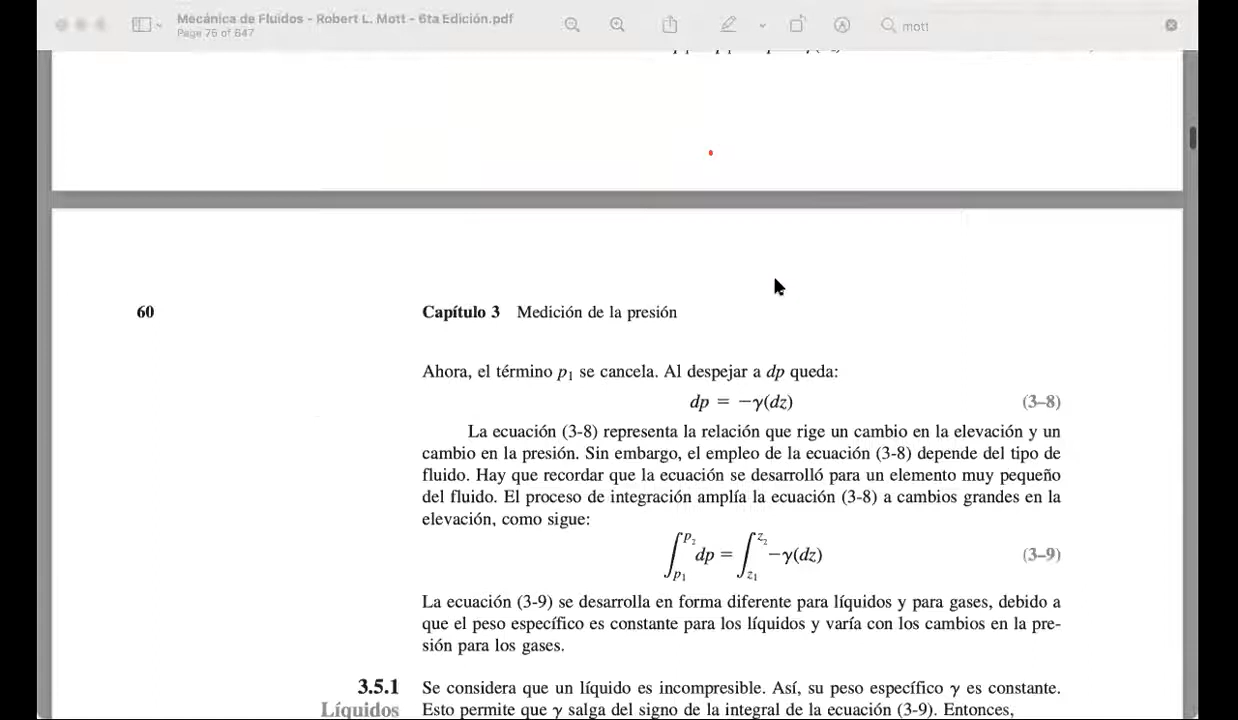 Mecánica de Fluidos - Robert L. Mott - 6ta Edición.pdf
Page 76 of 647
mott
60
Capítulo 3 Medición de la presión
Ahora, el término p₁ se cancela. Al despejar a dp queda:
dp = −γ(dz) (3–8)
La ecuación (3-8) representa la relación que rige un cambio en la elevación y un
cambio en la presión. Sin embargo, el empleo de la ecuación (3-8) depende del tipo de
fluido. Hay que recordar que la ecuación se desarrolló para un elemento muy pequeño
del fluido. El proceso de integración amplía la ecuación (3-8) a cambios grandes en la
elevación, como sigue:
∫_{p₁}^{p₂} dp = ∫_{z₁}^{z₂} −γ(dz) (3–9)
La ecuación (3-9) se desarrolla en forma diferente para líquidos y para gases, debido a
que el peso específico es constante para los líquidos y varía con los cambios en la pre-
sión para los gases.
3.5.1 Se considera que un líquido es incompresible. Así, su peso específico γ es constante.
Líquidos Esto permite que γ salga del signo de la integral de la ecuación (3-9). Entonces,